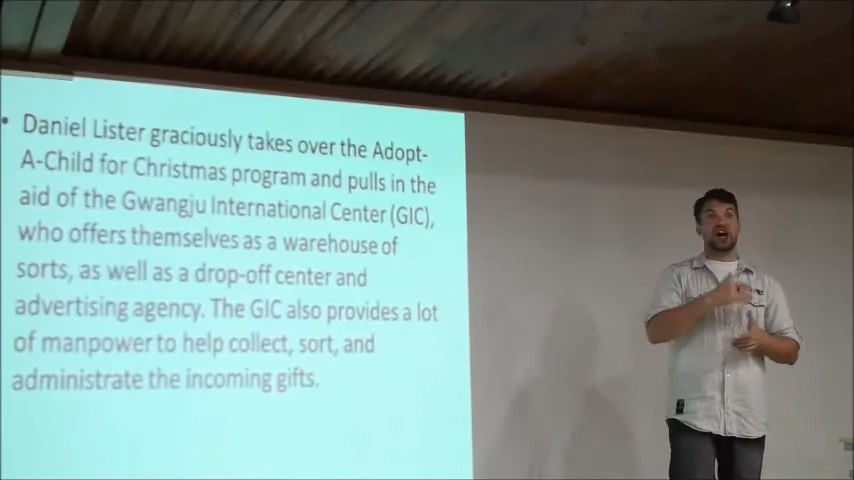 • Daniel Lister graciously takes over the Adopt-
A-Child for Christmas program and pulls in the
aid of the Gwangju International Center (GIC),
who offers themselves as a warehouse of
sorts, as well as a drop-off center and
advertising agency. The GIC also provides a lot
of manpower to help collect, sort, and
administrate the incoming gifts.